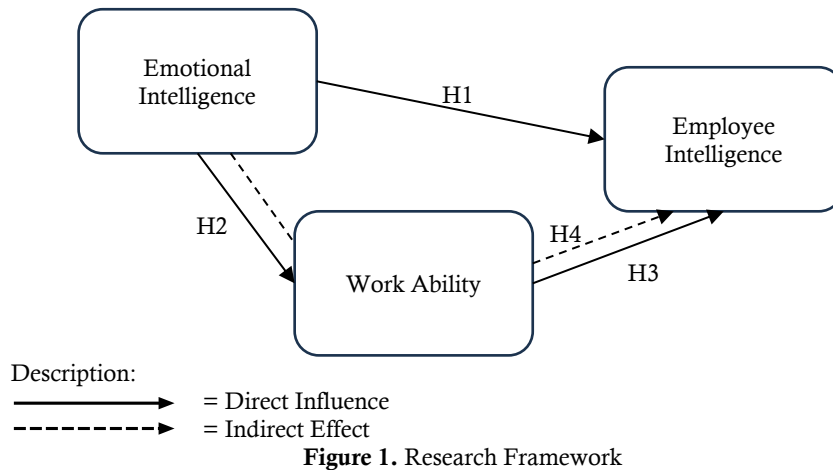 Emotional
Intelligence
H1
Employee
Intelligence
H2
H4
Work Ability
H3
Description:
= Direct Influence
= Indirect Effect
Figure 1. Research Framework